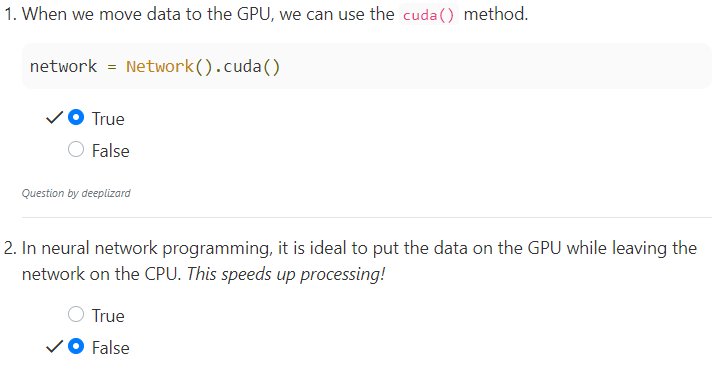 1. When we move data to the GPU, we can use the cuda() method.
network = Network().cuda()
True
False
Question by deeplizard
2. In neural network programming, it is ideal to put the data on the GPU while leaving the
network on the CPU. This speeds up processing!
True
False